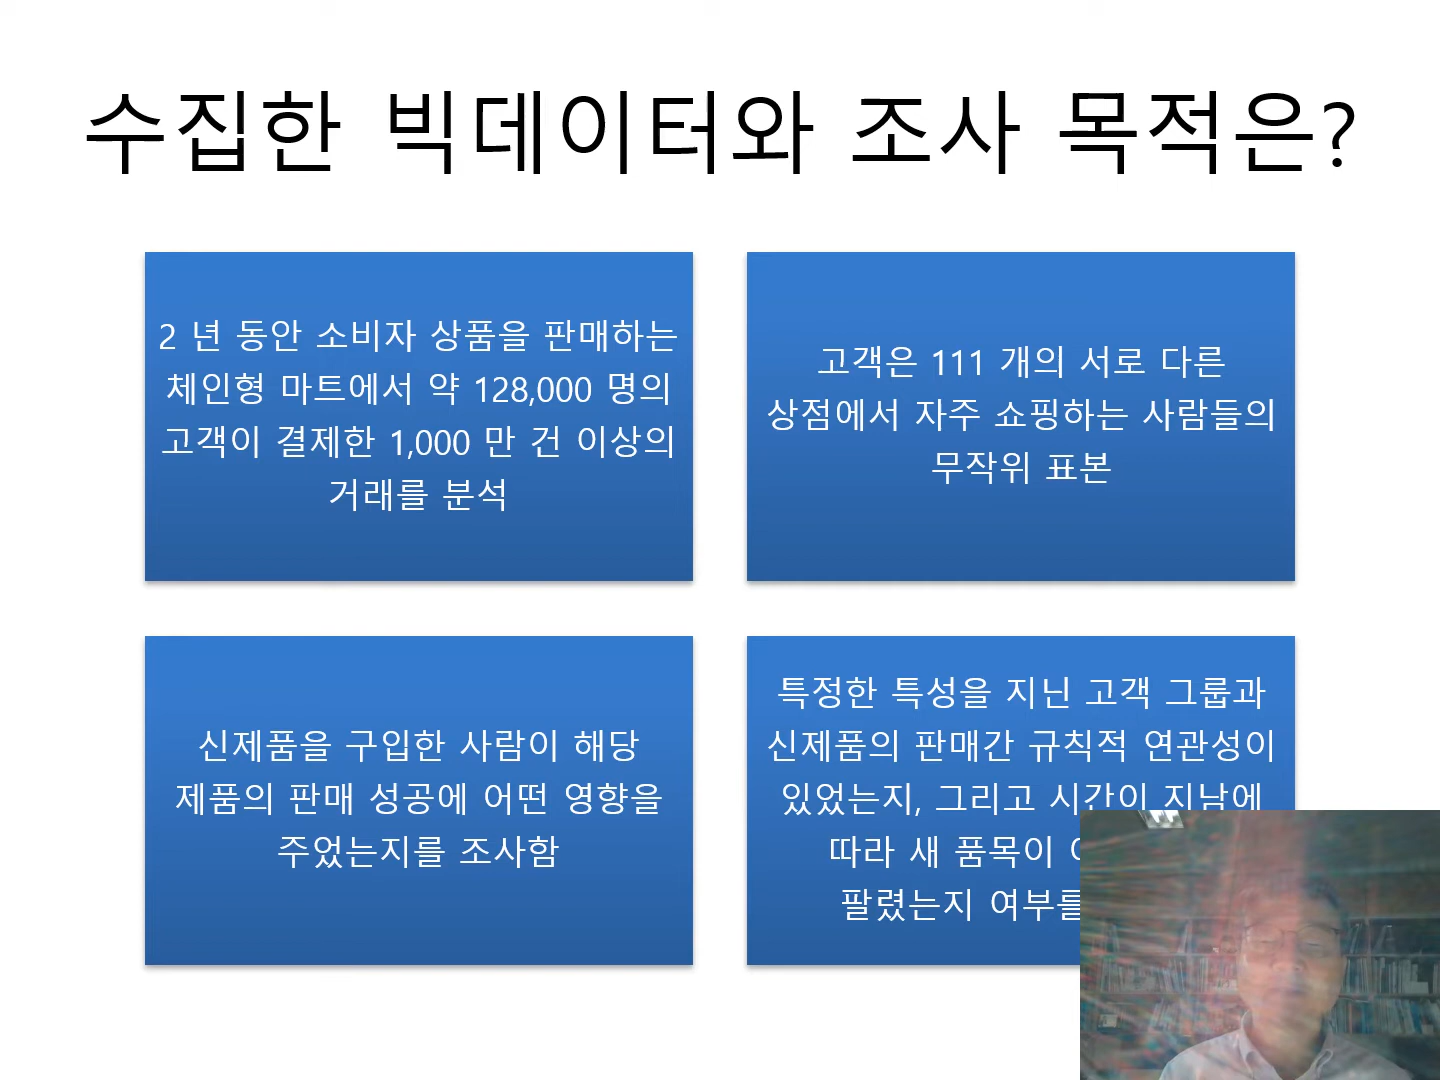 수집한 빅데이터와 조사 목적은?
2 년 동안 소비자 상품을 판매하는
체인형 마트에서 약 128,000 명의
고객이 결제한 1,000 만 건 이상의
거래를 분석
고객은 111 개의 서로 다른
상점에서 자주 쇼핑하는 사람들의
무작위 표본
신제품을 구입한 사람이 해당
제품의 판매 성공에 어떤 영향을
주었는지를 조사함
특정한 특성을 지닌 고객 그룹과
신제품의 판매간 규칙적 연관성이
있었는지, 그리고 시간이 지남에
따라 새 품목이
팔렸는지 여부를